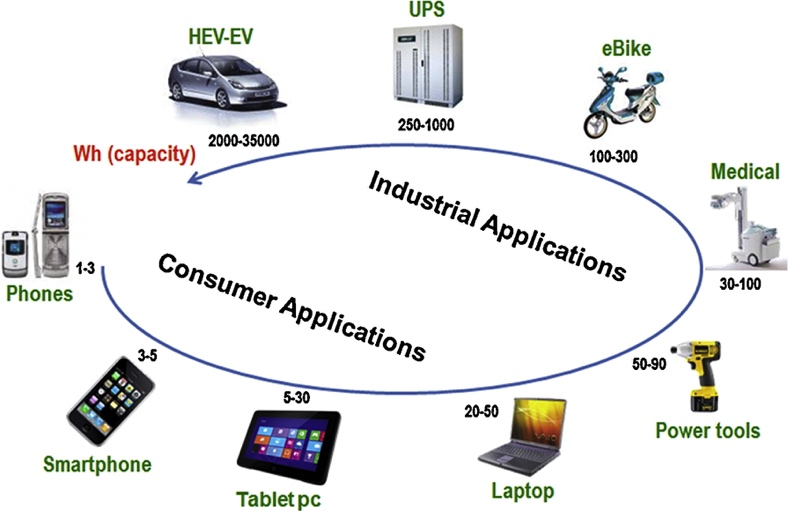 UPS
HEV-EV
eBike
2000-35000
250-1000
100-300
Wh (capacity)
Medical
Industrial Applications
30-100
Phones
1-3
Consumer Applications
3-5
5-30
20-50
50-90
Smartphone
Tablet pc
Laptop
Power tools